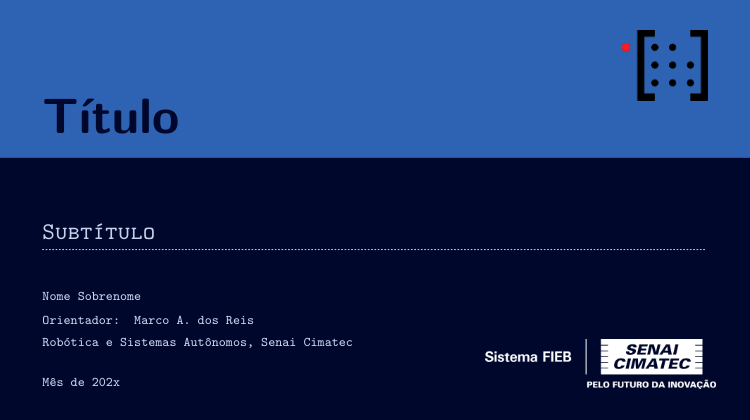 Título
Subtítulo
Nome Sobrenome
Orientador: Marco A. dos Reis
Robótica e Sistemas Autônomos, Senai Cimatec
Mês de 202x
Sistema FIEB
SENAI
CIMATEC
PELO FUTURO DA INOVAÇÃO